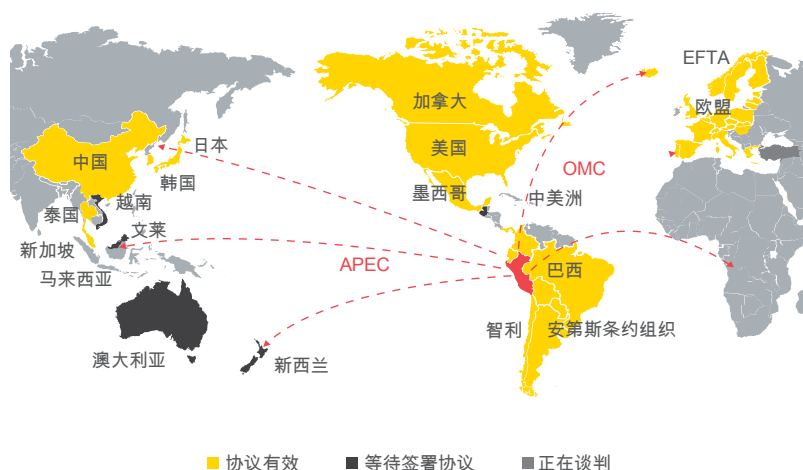 EFTA
加拿大
欧盟
日本
中国
美国
OMC
韩国
墨西哥
中美洲
越南
泰国
文莱
新加坡
APEC
巴西
马来西亚
智利
安第斯条约组织
澳大利亚
新西兰
协议有效
等待签署协议
正在谈判